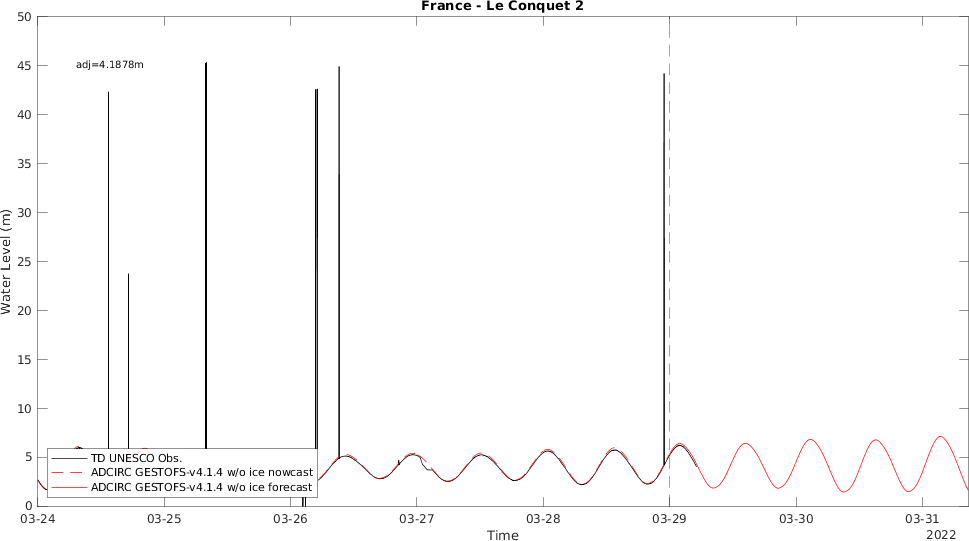 France - Le Conquet 2
50
45
40
35
30
25
20
15
10
5
0
Water Level (m)
adj=4.1878m
TD UNESCO Obs.
ADCIRC GESTOFS-v4.1.4 w/o ice nowcast
ADCIRC GESTOFS-v4.1.4 w/o ice forecast
03-24 03-25 03-26 03-27 03-28 03-29 03-30 03-31
Time
2022